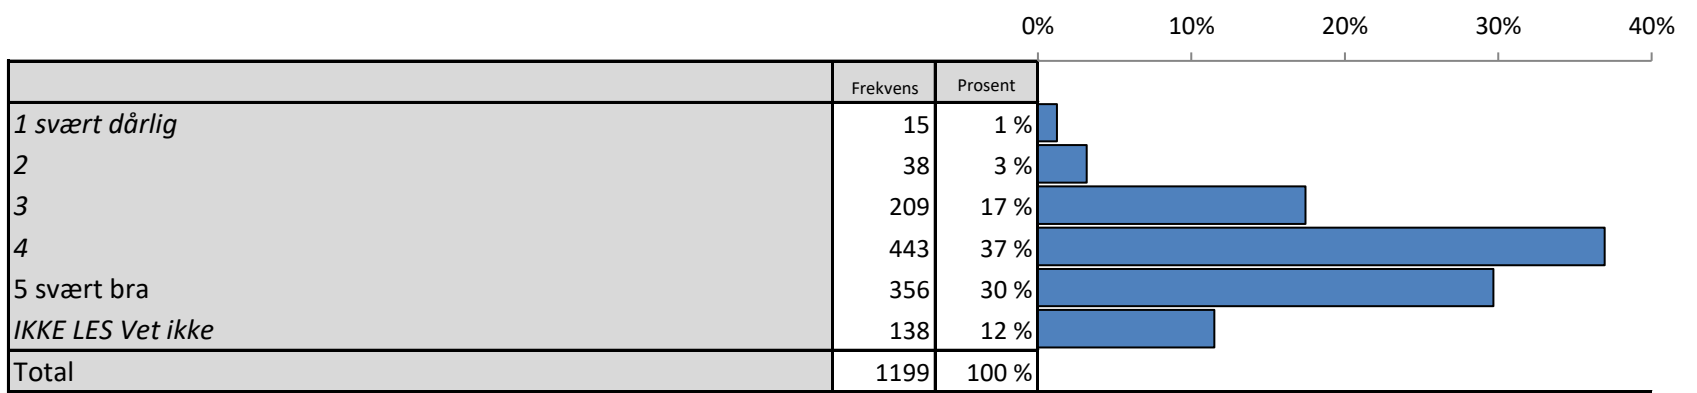 0% 10% 20% 30% 40%
Frekvens Prosent
1 svært dårlig 15 1 %
2 38 3 %
3 209 17 %
4 443 37 %
5 svært bra 356 30 %
IKKE LES Vet ikke 138 12 %
Total 1199 100 %